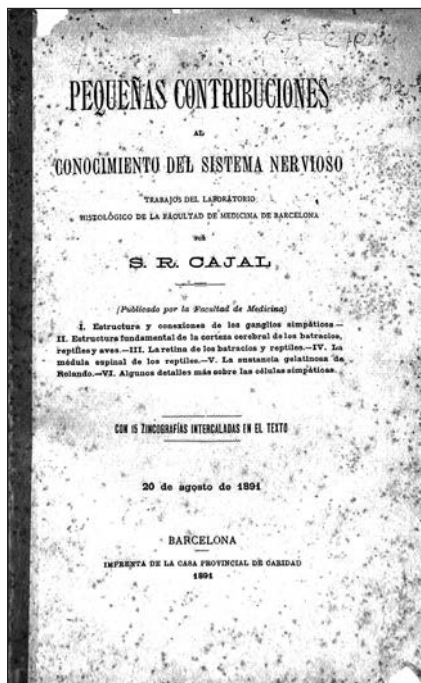 PEQUEÑAS CONTRIBUCIONES
AL
CONOCIMIENTO DEL SISTEMA NERVIOSO
TRABAJOS DEL LABORATORIO
HISTOLÓGICO DE LA FACULTAD DE MEDICINA DE BARCELONA
POR
S. R. CAJAL
(Publicado por la Facultad de Medicina)
I. Estructura y conexiones de los ganglios simpáticos.—
II. Estructura fundamental de la corteza cerebral de los batracios,
reptiles y aves.—III. La retina de los batracios y reptiles.—IV. La
médula espinal de los reptiles.—V. La sustancia gelatinosa de
Rolando.—VI. Algunos detalles más sobre las células simpáticas.
CON 15 ZINCOGRAFÍAS INTERCALADAS EN EL TEXTO
20 de agosto de 1891
BARCELONA
IMPRENTA DE LA CASA PROVINCIAL DE CARIDAD
1891